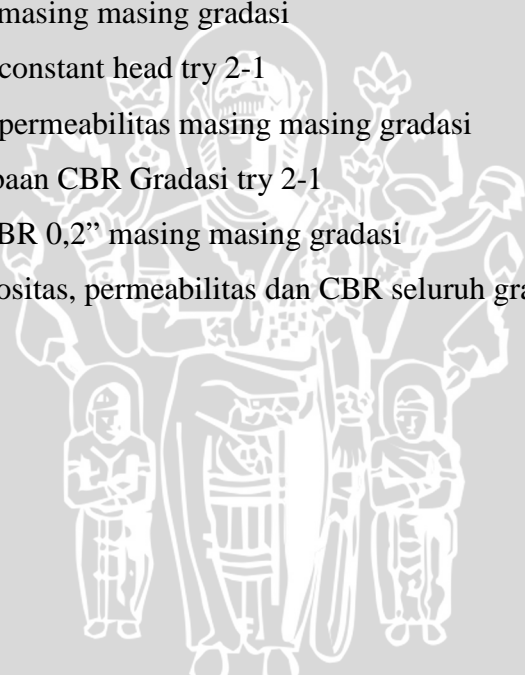 masing masing gradasi
constant head try 2-1
permeabilitas masing masing gradasi
baan CBR Gradasi try 2-1
BR 0,2” masing masing gradasi
ositas, permeabilitas dan CBR seluruh gra